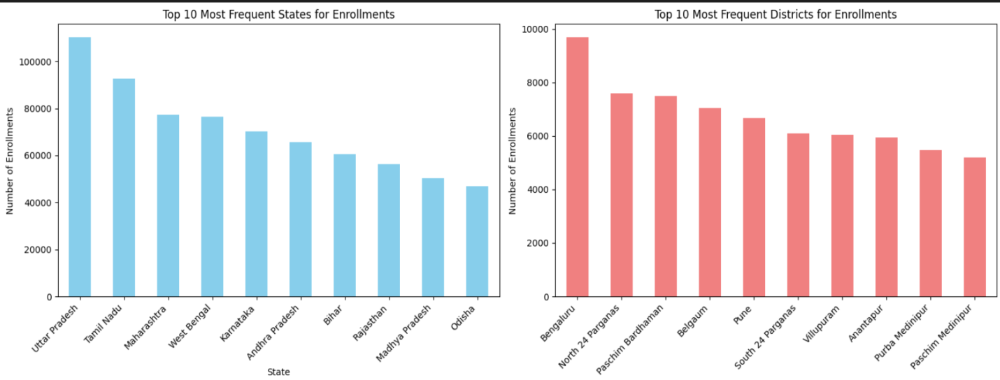 Top 10 Most Frequent States for Enrollments
Number of Enrollments
100000
80000
60000
40000
20000
0
Uttar Pradesh
Tamil Nadu
Maharashtra
West Bengal
Karnataka
Andhra Pradesh
Bihar
Rajasthan
Madhya Pradesh
Odisha
State
Top 10 Most Frequent Districts for Enrollments
Number of Enrollments
10000
8000
6000
4000
2000
0
Bengaluru
North 24 Parganas
Paschim Bardhaman
Belgaum
Pune
South 24 Parganas
Villupuram
Anantapur
Purba Medinipur
Paschim Medinipur